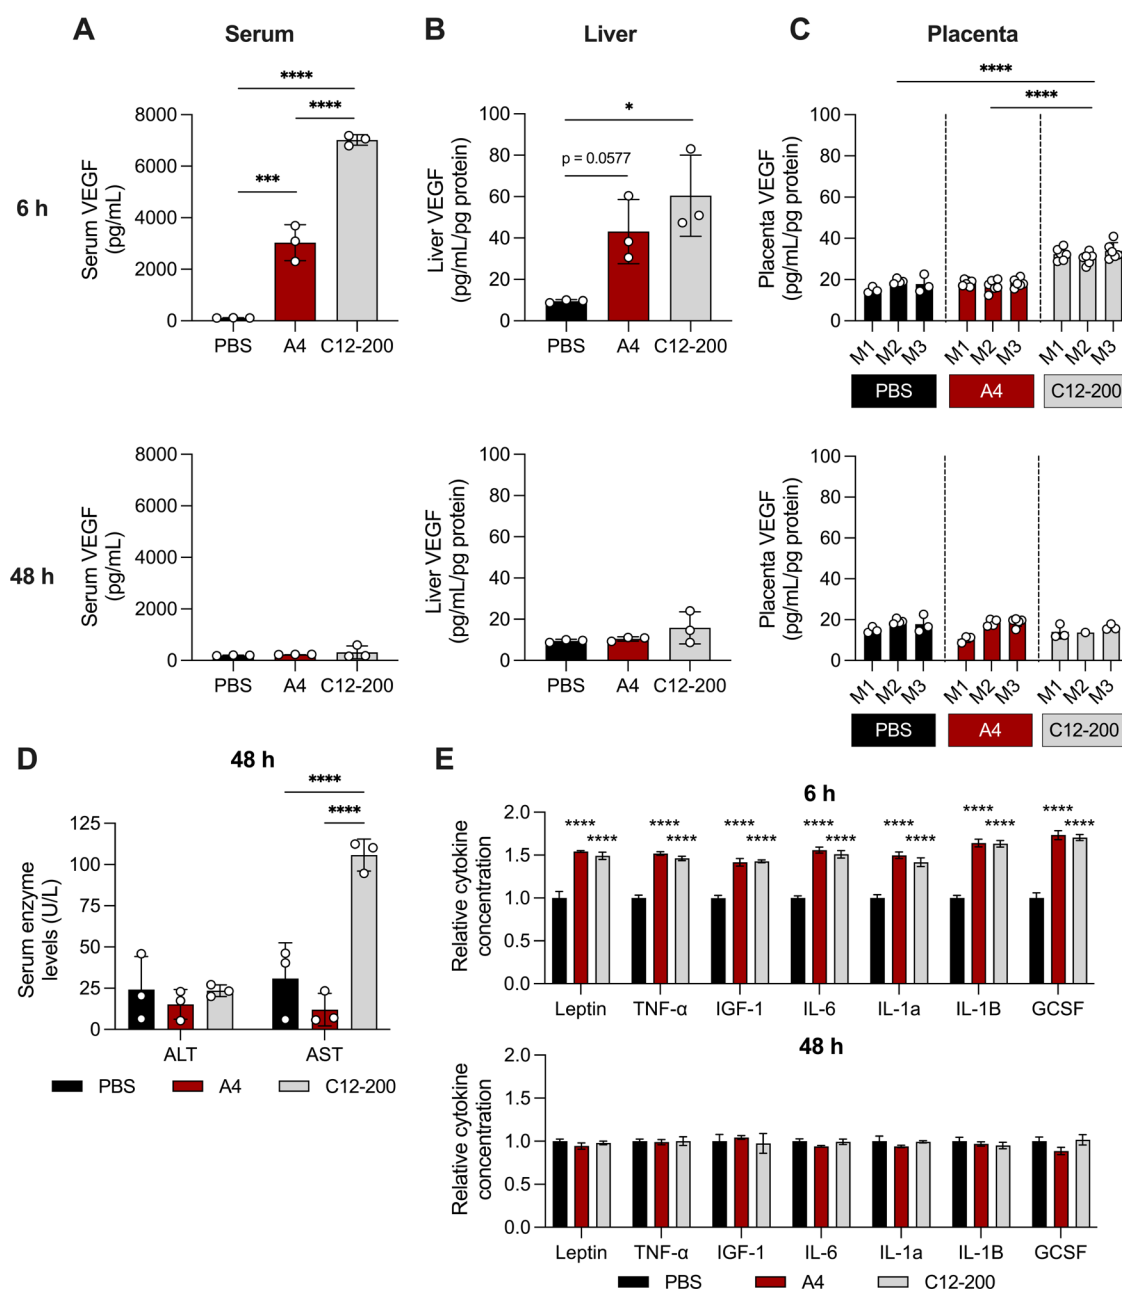 A Serum
B Liver
C Placenta
6 h
Serum VEGF
(pg/mL)
8000
6000
4000
2000
0
****
****
***
PBS A4 C12-200
Liver VEGF
(pg/mL/pg protein)
100
80
60
40
20
0
*
p = 0.0577
PBS A4 C12-200
Placenta VEGF
(pg/mL/pg protein)
100
80
60
40
20
0
****
****
M1 M2 M3 M1 M2 M3 M1 M2 M3
PBS A4 C12-200
48 h
Serum VEGF
(pg/mL)
8000
6000
4000
2000
0
PBS A4 C12-200
Liver VEGF
(pg/mL/pg protein)
100
80
60
40
20
0
PBS A4 C12-200
Placenta VEGF
(pg/mL/pg protein)
100
80
60
40
20
0
M1 M2 M3 M1 M2 M3 M1 M2 M3
PBS A4 C12-200
D 48 h
Serum enzyme
levels (U/L)
125
100
75
50
25
0
****
****
ALT AST
PBS A4 C12-200
E
6 h
Relative cytokine
concentration
2.0
1.5
1.0
0.5
0.0
**** **** **** **** **** **** ****
**** **** **** **** **** **** ****
Leptin TNF-α IGF-1 IL-6 IL-1a IL-1B GCSF
48 h
Relative cytokine
concentration
2.0
1.5
1.0
0.5
0.0
Leptin TNF-α IGF-1 IL-6 IL-1a IL-1B GCSF
PBS A4 C12-200